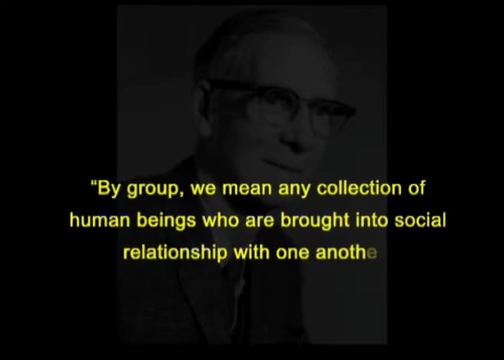 “By group, we mean any collection of
human beings who are brought into social
relationship with one anothe